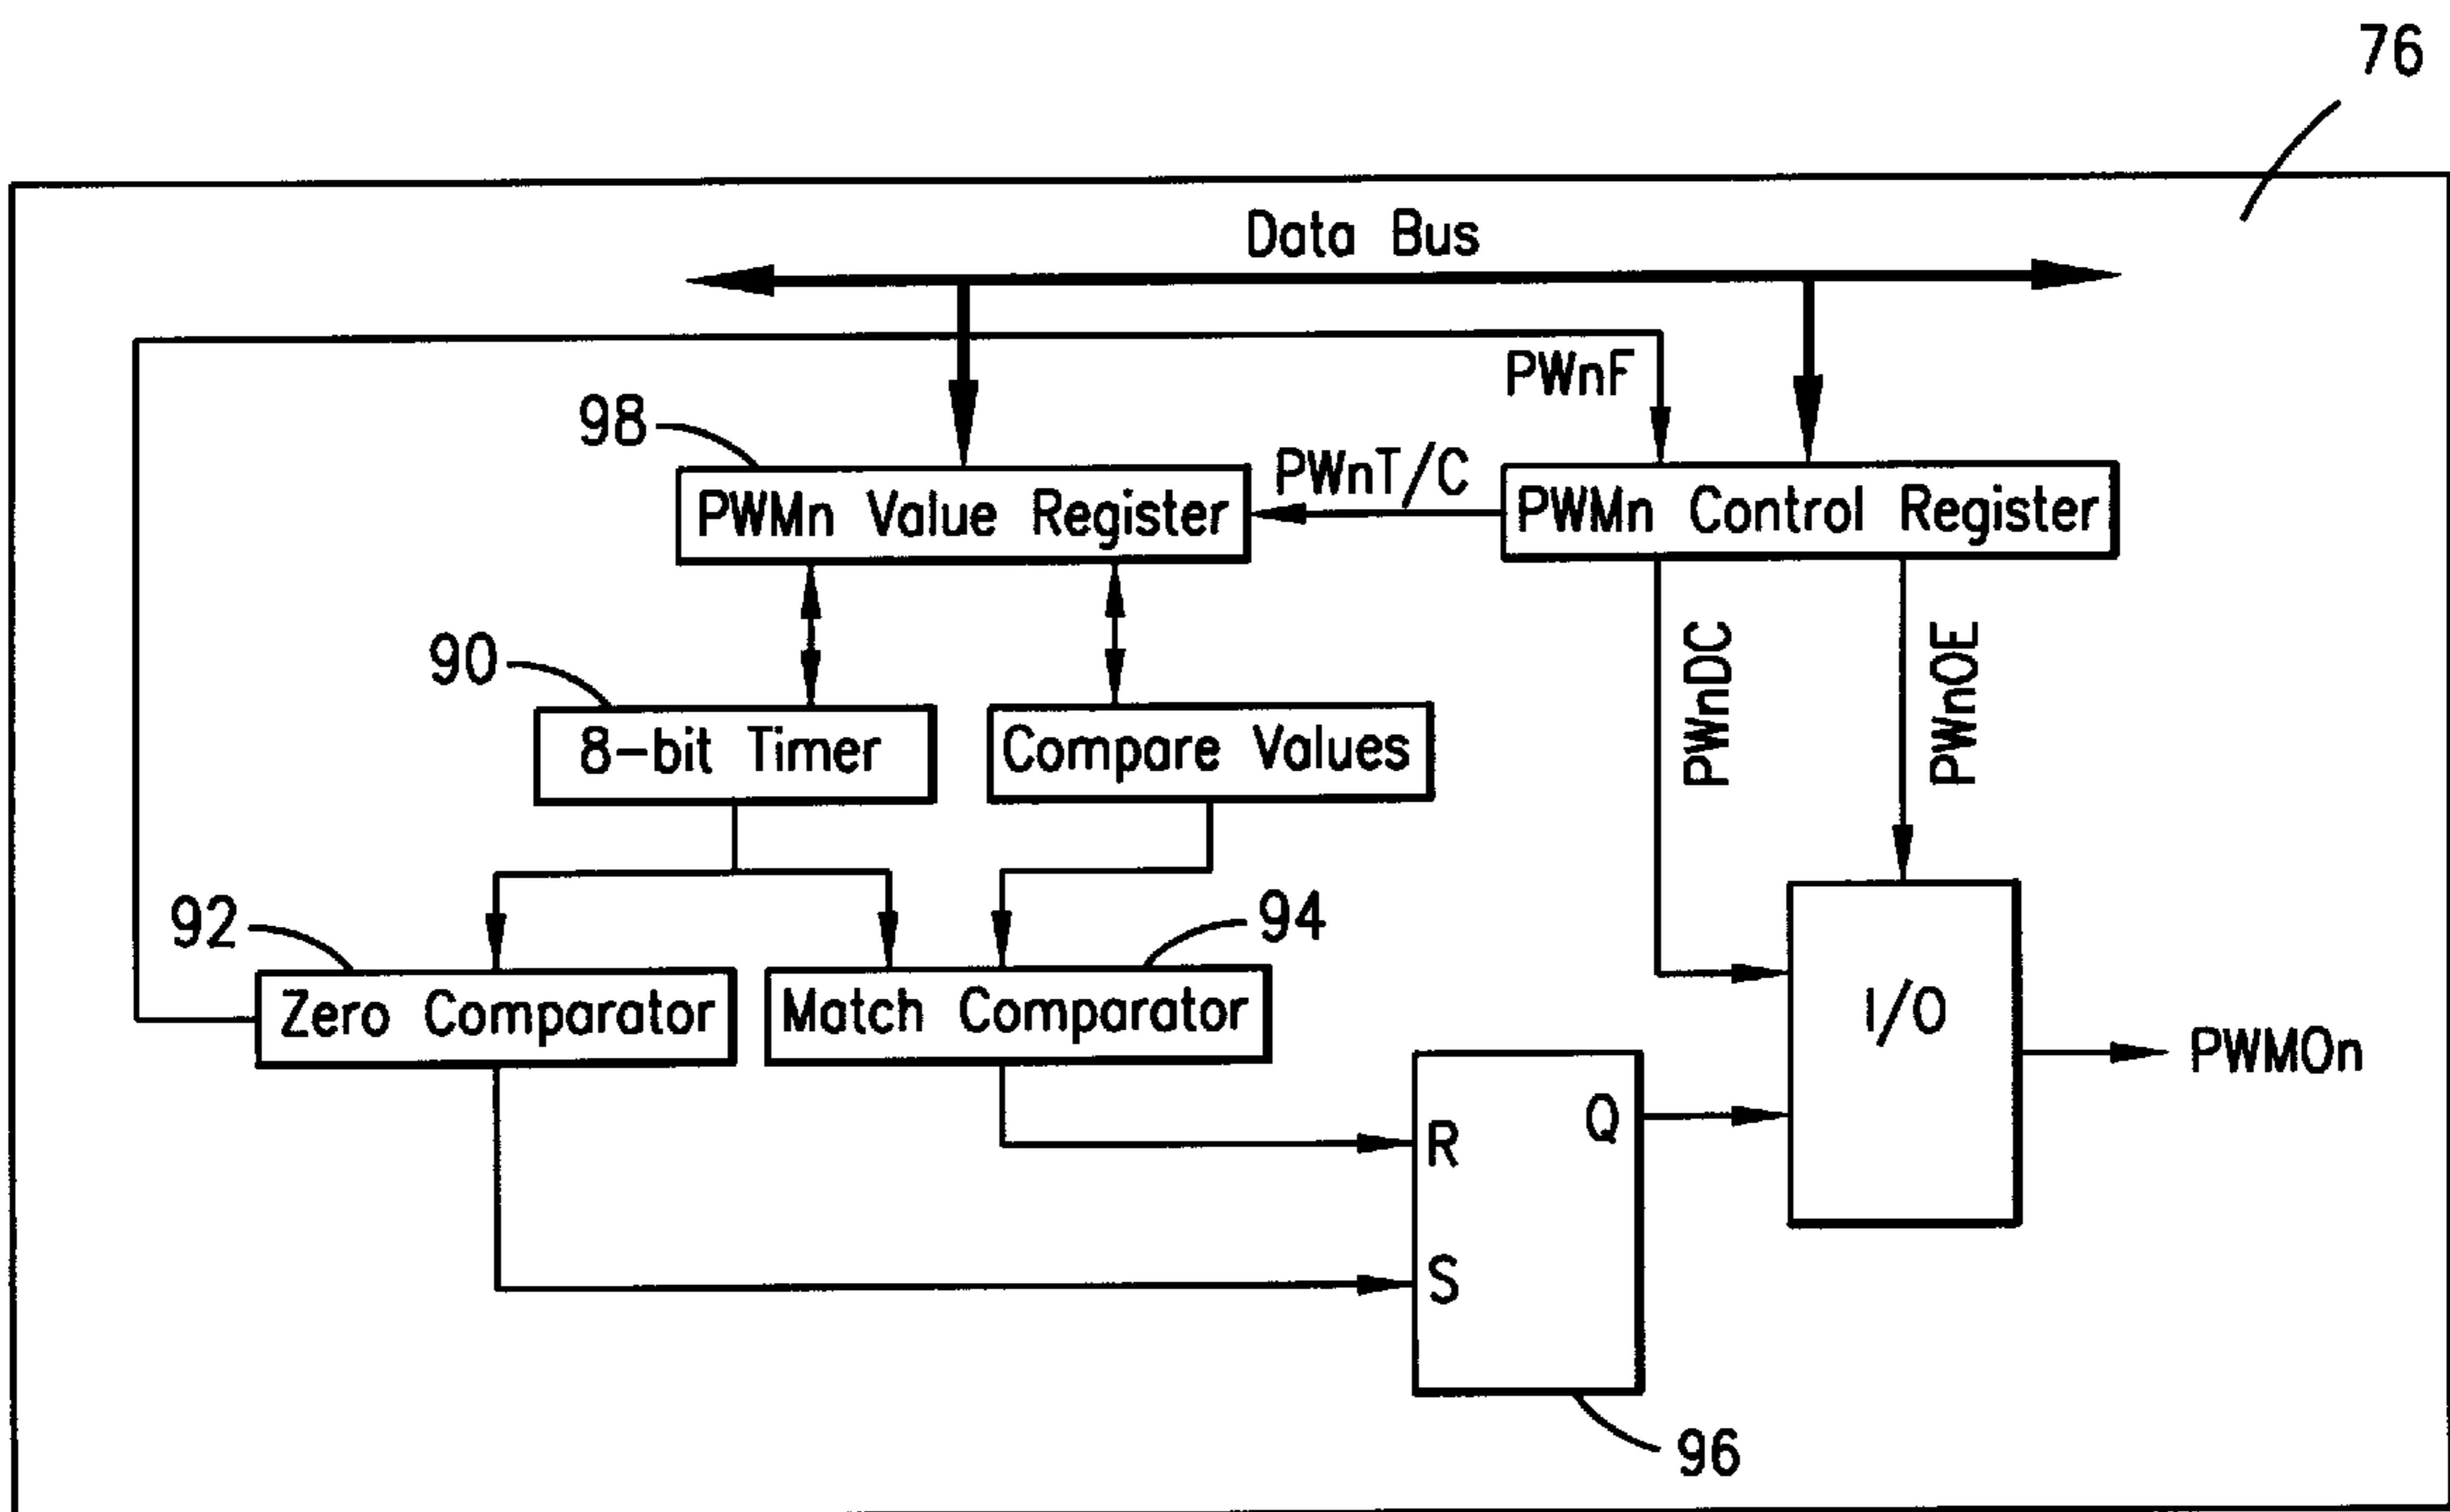 76
Data Bus
PWnF
98
PWnT/C
PWMn Value Register
PWMn Control Register
90
PWnDC
PWnOE
8-bit Timer
Compare Values
92
94
Zero Comparator
Match Comparator
I/O
PWMOn
Q
R
S
96